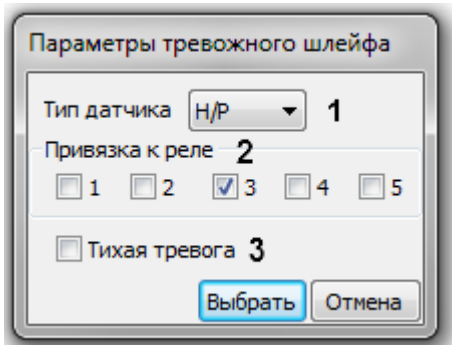 Параметры тревожного шлейфа
Тип датчика Н/Р 1
Привязка к реле 2
1 2 3 4 5
Тихая тревога 3
Выбрать Отмена